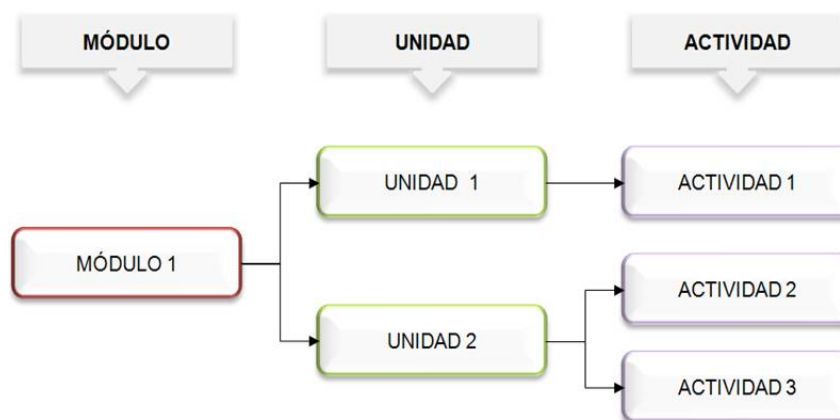 MÓDULO
UNIDAD
ACTIVIDAD
UNIDAD 1
ACTIVIDAD 1
MÓDULO 1
ACTIVIDAD 2
UNIDAD 2
ACTIVIDAD 3